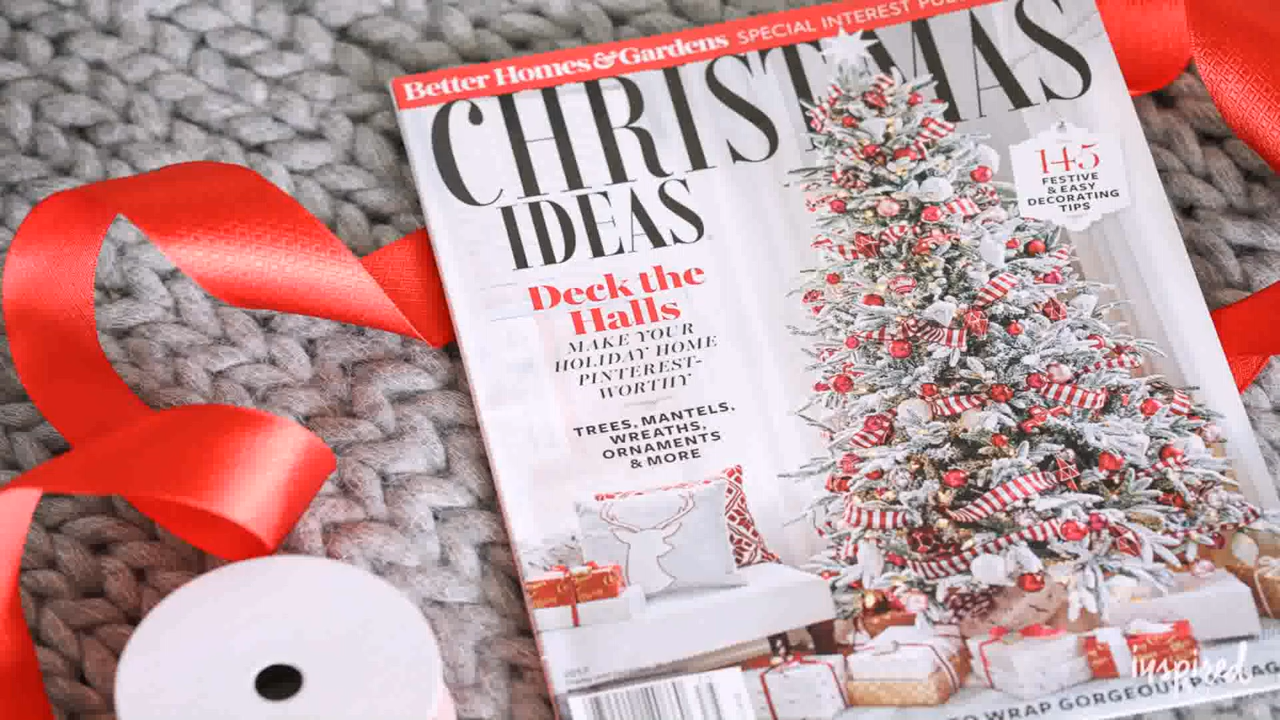 Better Homes & Gardens SPECIAL INTEREST
CHRISTMAS
IDEAS
145
FESTIVE
& EASY
DECORATING
TIPS
Deck the
Halls
MAKE YOUR
HOLIDAY HOME
PINTEREST-
WORTHY
TREES, MANTELS,
WREATHS,
ORNAMENTS
& MORE
inspired
TO WRAP GORGEOUS